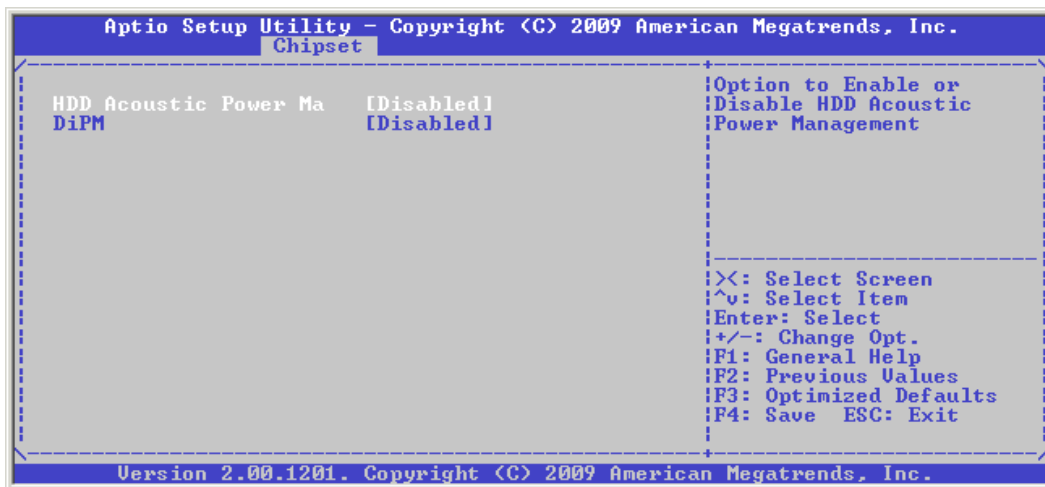 Aptio Setup Utility – Copyright (C) 2009 American Megatrends, Inc.
Chipset
HDD Acoustic Power Ma [Disabled]
DiPM [Disabled]
Option to Enable or
Disable HDD Acoustic
Power Management
><: Select Screen
^v: Select Item
Enter: Select
+/-: Change Opt.
F1: General Help
F2: Previous Values
F3: Optimized Defaults
F4: Save ESC: Exit
Version 2.00.1201. Copyright (C) 2009 American Megatrends, Inc.